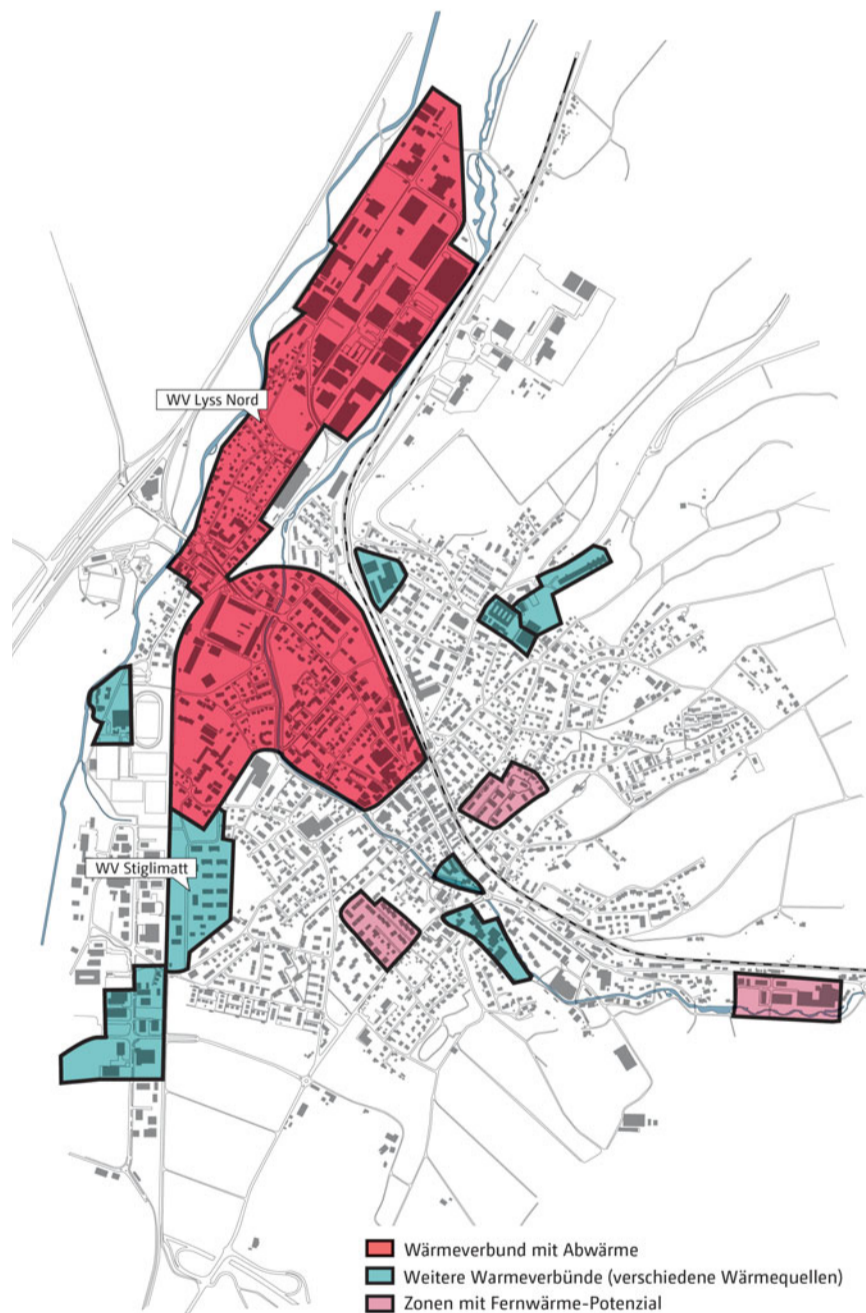 WV Lyss Nord
WV Stiglimatt
Wärmeverbund mit Abwärme
Weitere Warmeverbünde (verschiedene Wärmequellen)
Zonen mit Fernwärme-Potenzial